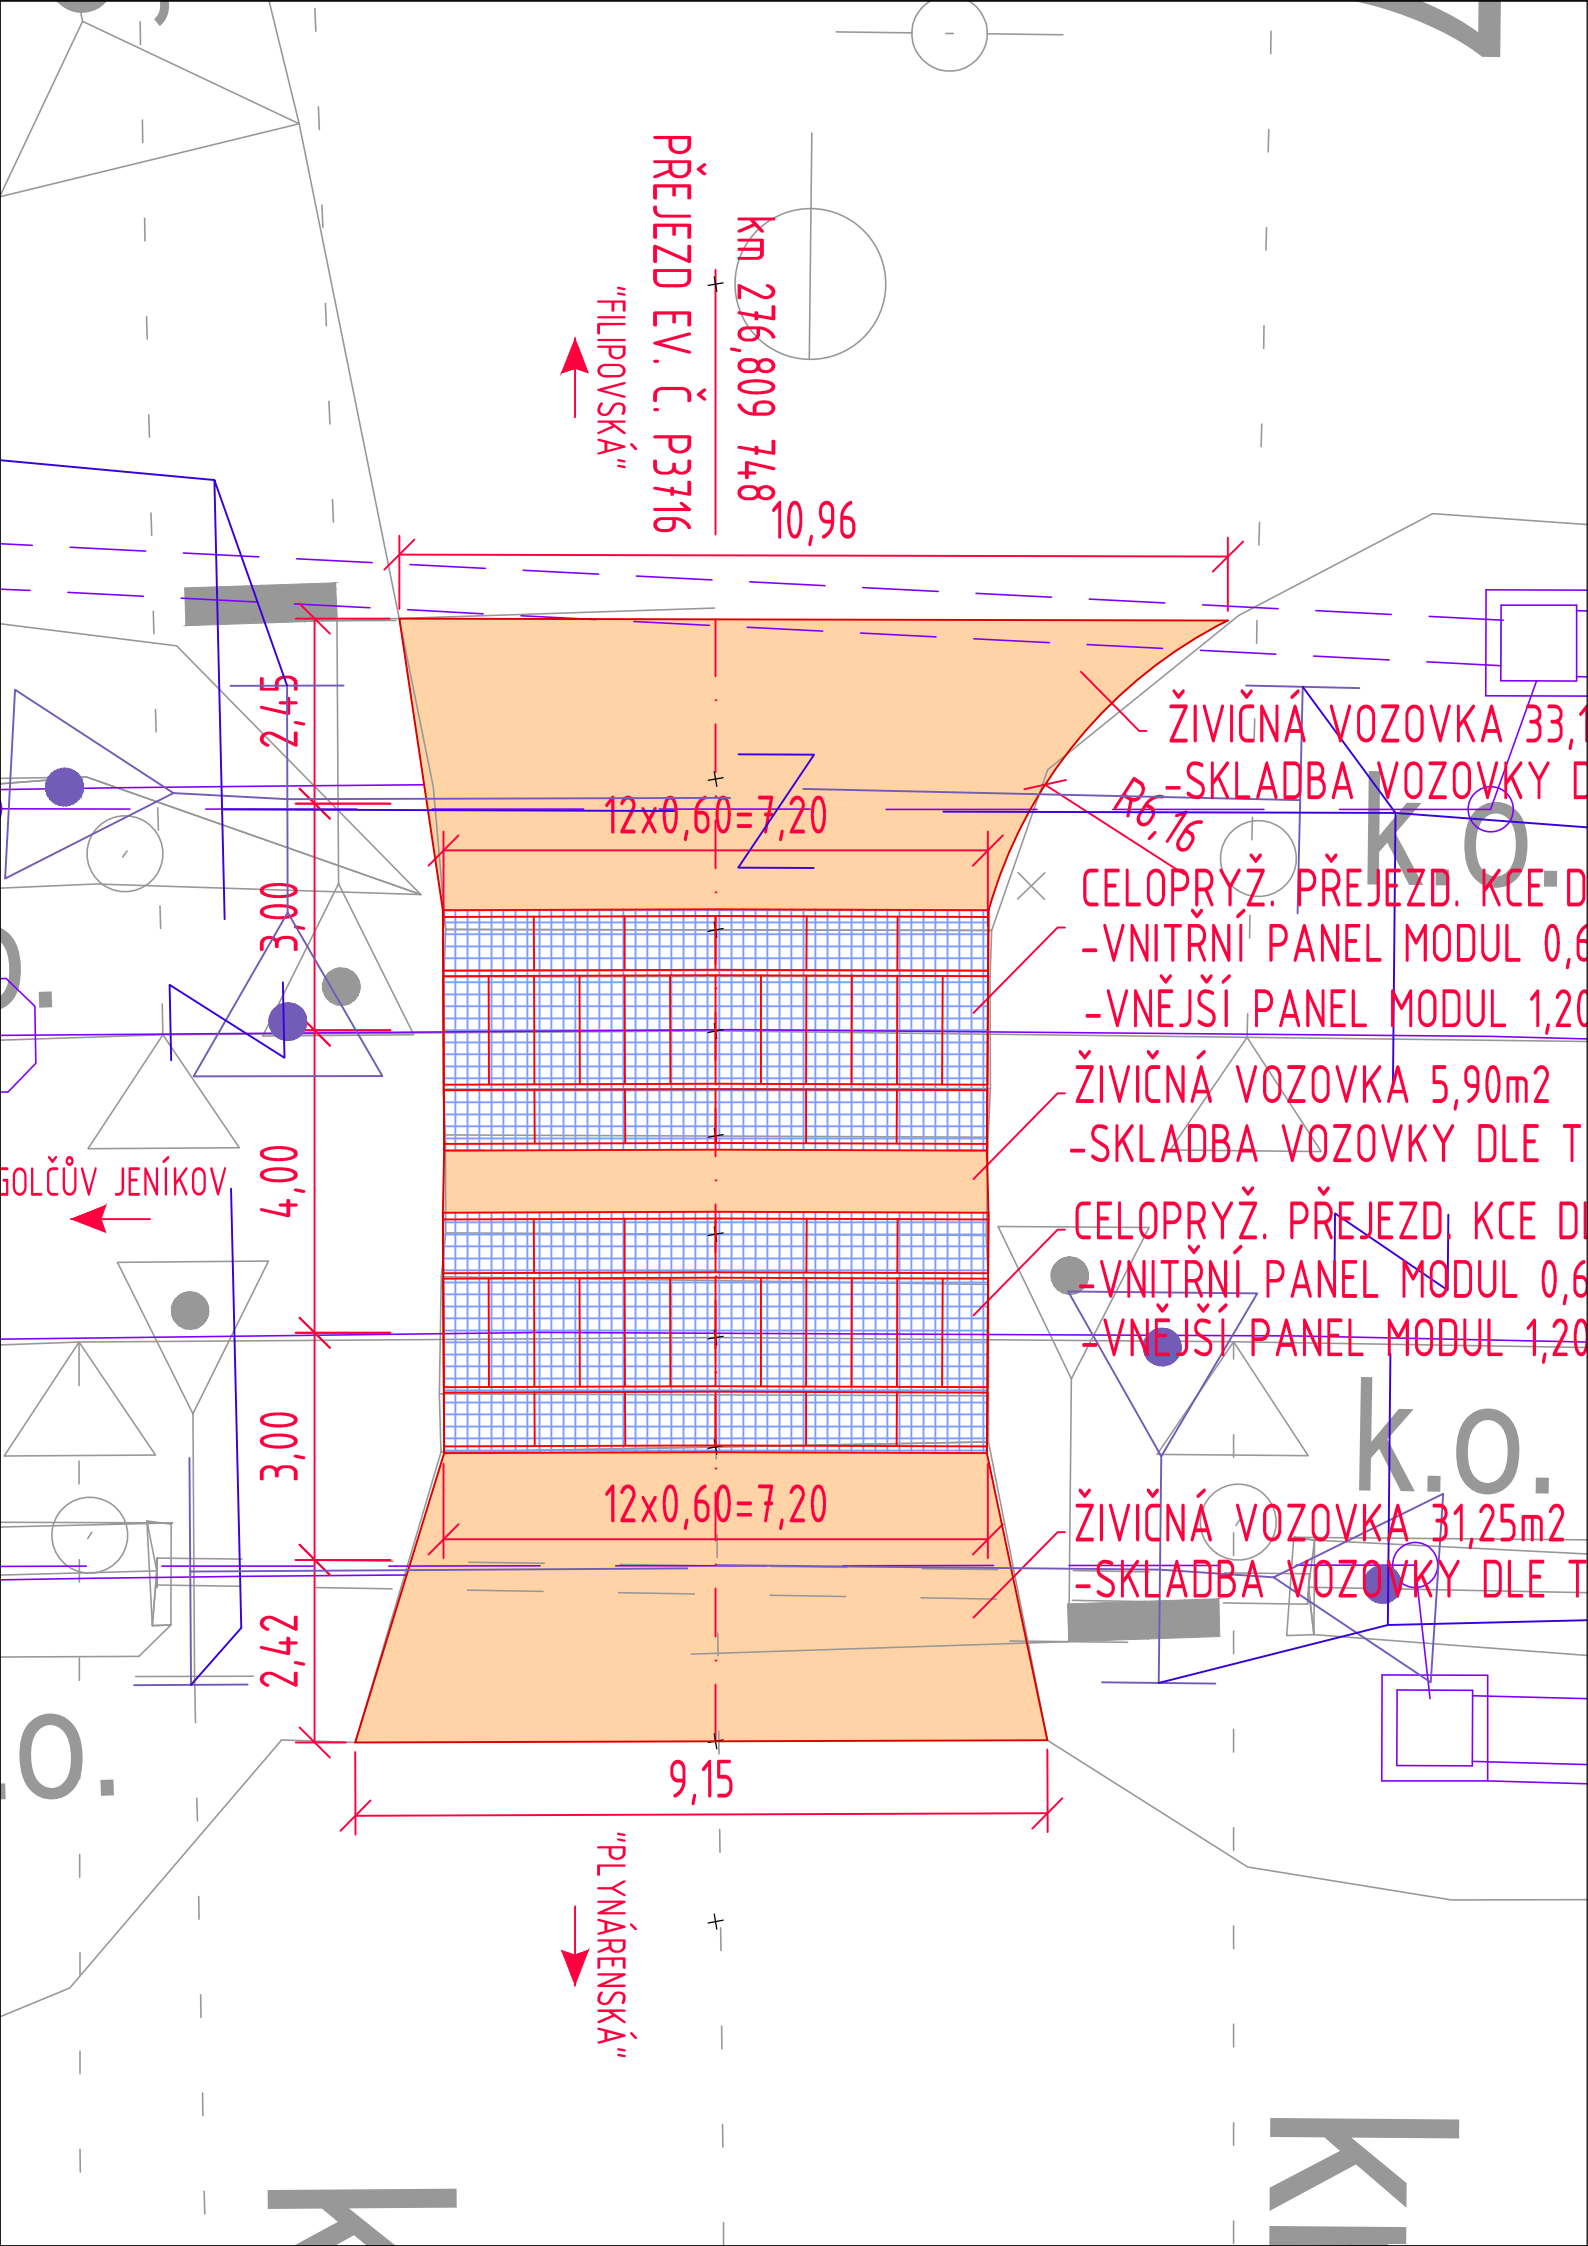 PŘEJEZD EV. Č. P3716
km 276,809 748
"FILIPOVSKÁ"
10,96
2,45
ŽIVIČNÁ VOZOVKA 33,1
-SKLADBA VOZOVKY D
12x0,60=7,20
R6,16
k.o.
CELOPRYŽ. PŘEJEZD. KCE D
-VNITŘNÍ PANEL MODUL 0,6
-VNĚJŠÍ PANEL MODUL 1,20
3,00
ŽIVIČNÁ VOZOVKA 5,90m2
-SKLADBA VOZOVKY DLE T
GOLČŮV JENÍKOV
4,00
CELOPRYŽ. PŘEJEZD. KCE DL
-VNITŘNÍ PANEL MODUL 0,6
-VNĚJŠÍ PANEL MODUL 1,20
3,00
k.o.
12x0,60=7,20
ŽIVIČNÁ VOZOVKA 31,25m2
-SKLADBA VOZOVKY DLE T
2,42
.o.
9,15
"PLYNÁRENSKÁ"
k
k